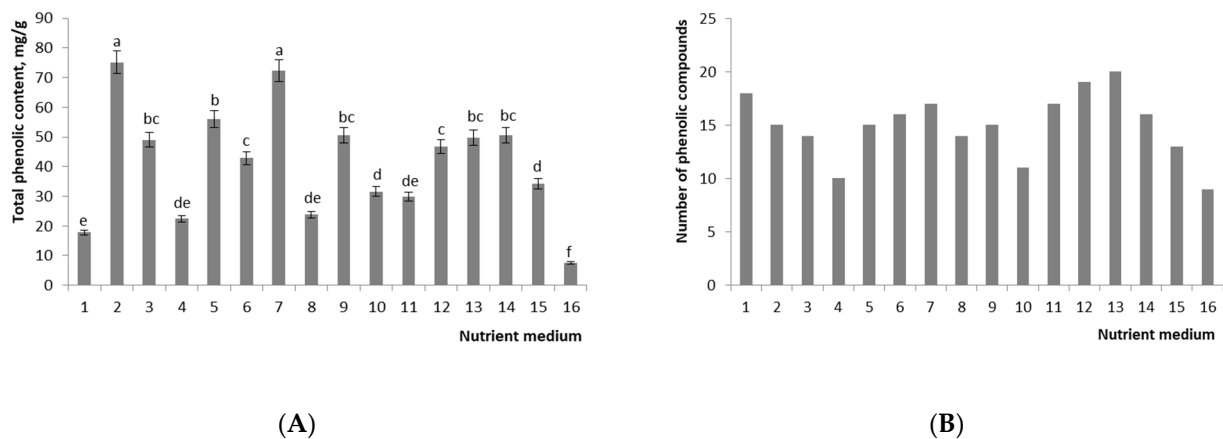 Total phenolic content, mg/g
90
80
70
60
50
40
30
20
10
0
a
a
b
bc
bc
bc
bc
c
c
d
d
de
de
de
e
f
1 2 3 4 5 6 7 8 9 10 11 12 13 14 15 16
Nutrient medium
(A)
Number of phenolic compounds
25
20
15
10
5
0
1 2 3 4 5 6 7 8 9 10 11 12 13 14 15 16
Nutrient medium
(B)